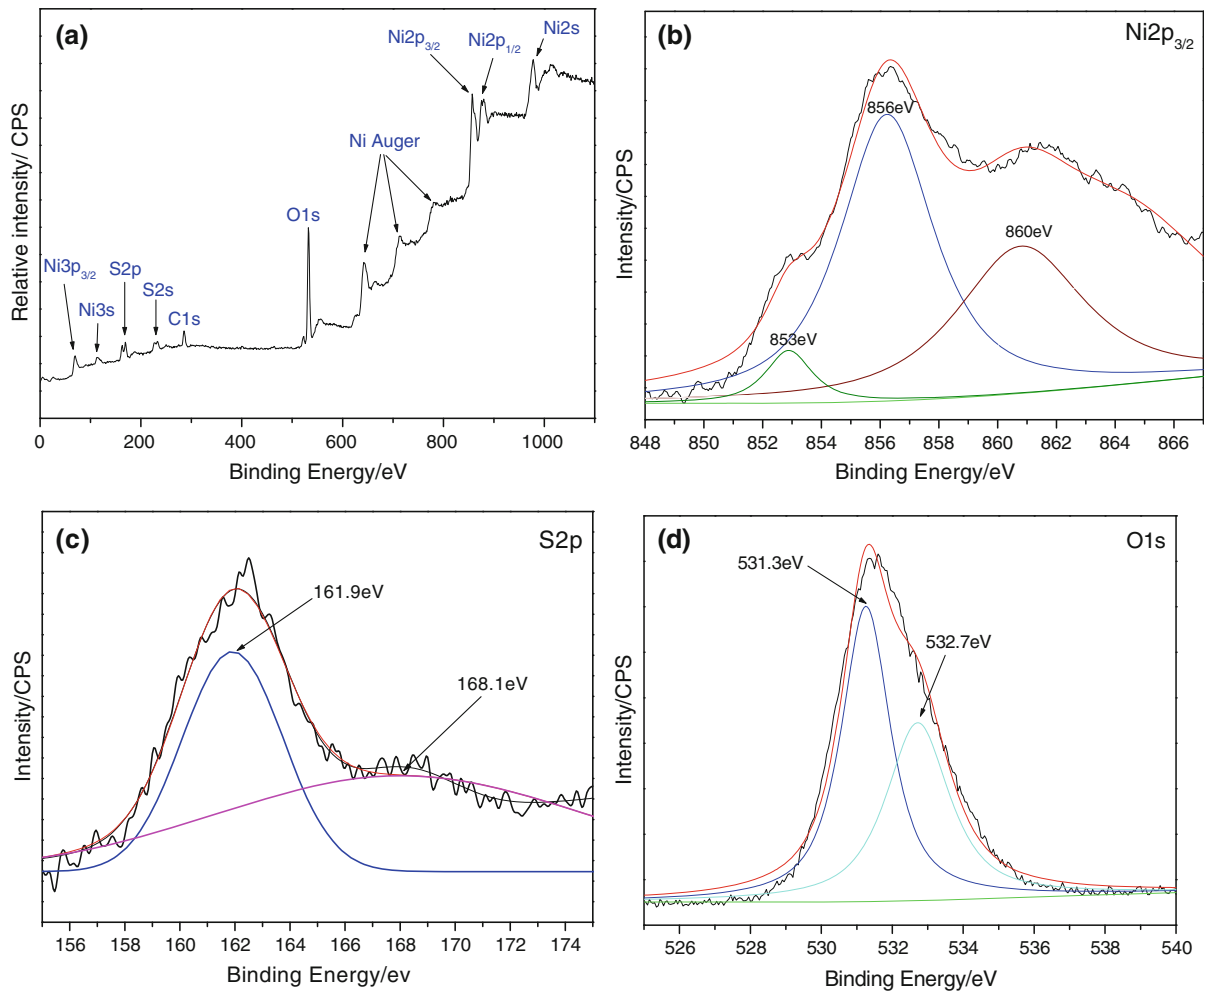 (a)
Ni2s
Ni2p3/2
Ni2p1/2
Ni Auger
O1s
Ni3p3/2
S2p
S2s
Ni3s
C1s
Relative intensity/ CPS
0 200 400 600 800 1000
Binding Energy/eV
(b)
Ni2p3/2
856eV
860eV
853eV
Intensity/CPS
848 850 852 854 856 858 860 862 864 866
Binding Energy/eV
(c)
S2p
161.9eV
168.1eV
Intensity/CPS
156 158 160 162 164 166 168 170 172 174
Binding Energy/ev
(d)
O1s
531.3eV
532.7eV
Intensity/CPS
526 528 530 532 534 536 538 540
Binding Energy/eV